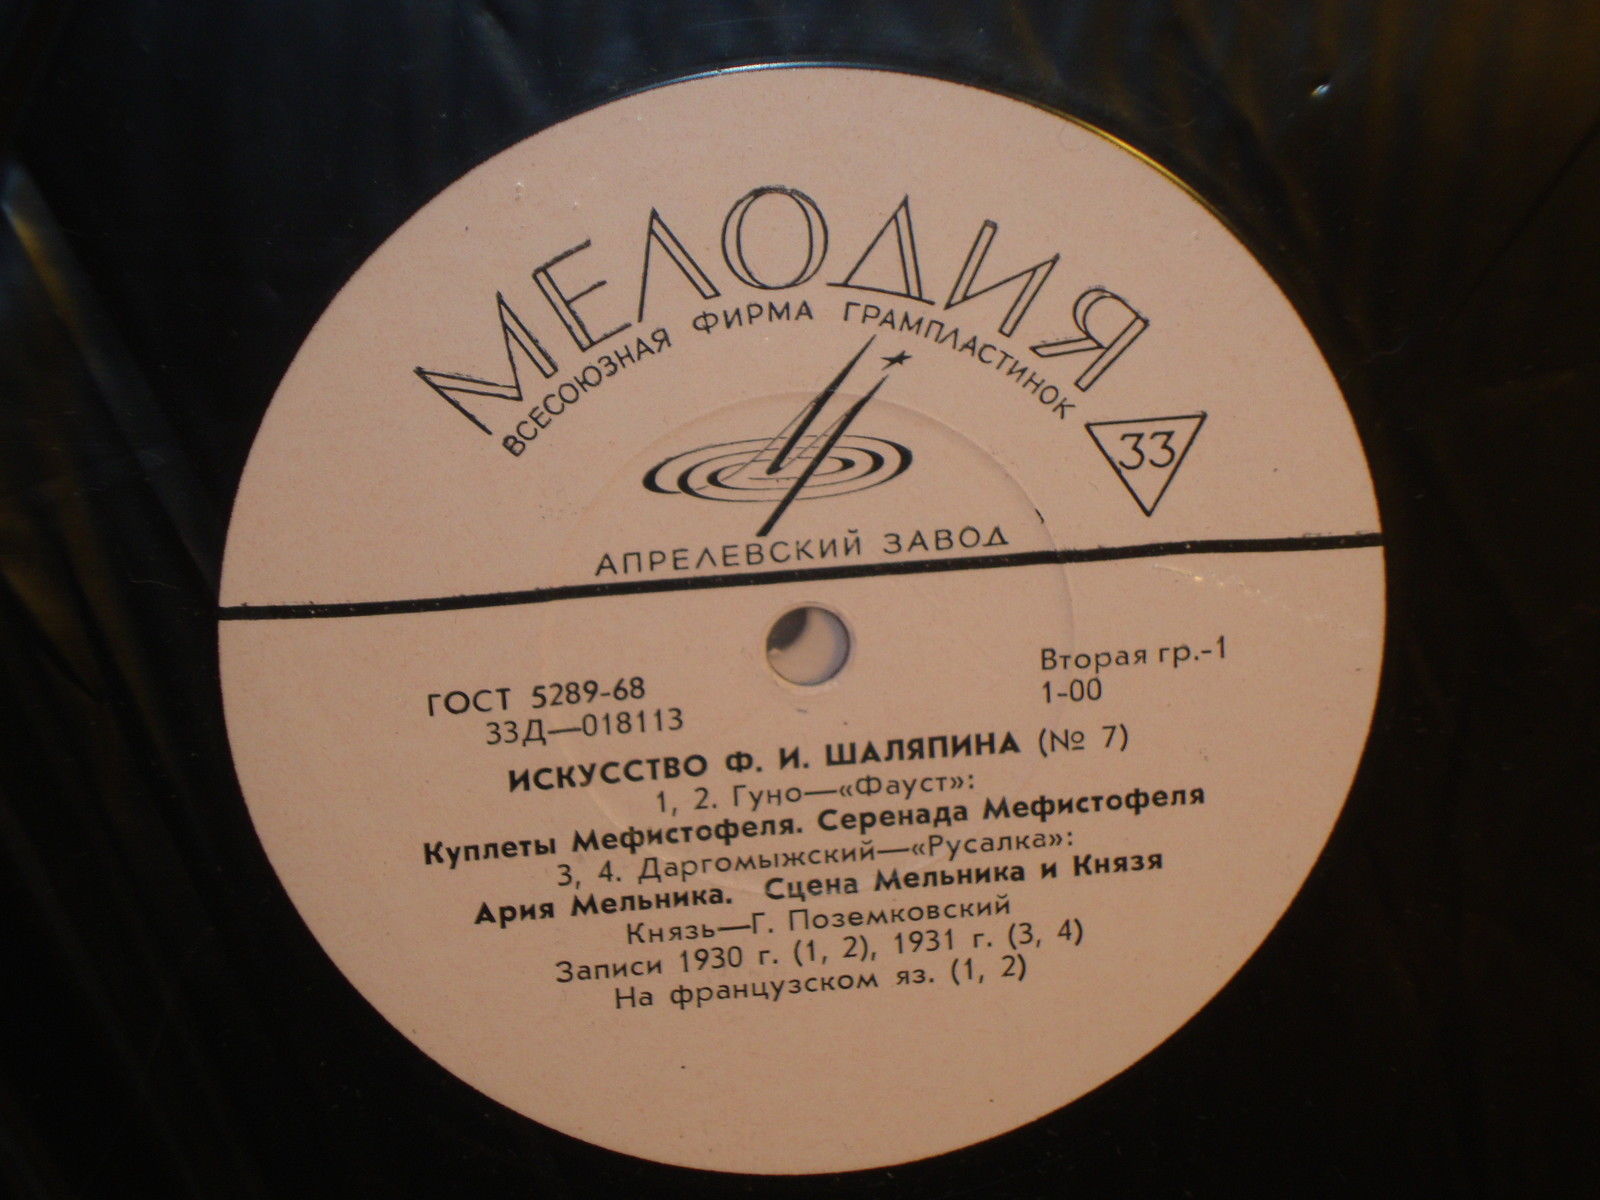 МЕЛОДИЯ
ВСЕСОЮЗНАЯ ФИРМА ГРАМПЛАСТИНОК
33
АПРЕЛЕВСКИЙ ЗАВОД
Вторая гр.-1
ГОСТ 5289-68
1-00
33Д—018113
ИСКУССТВО Ф. И. ШАЛЯПИНА (№ 7)
1, 2. Гуно—«Фауст»:
Куплеты Мефистофеля. Серенада Мефистофеля
3, 4. Даргомыжский—«Русалка»:
Ария Мельника. Сцена Мельника и Князя
Князь—Г. Поземковский
Записи 1930 г. (1, 2), 1931 г. (3, 4)
На французском яз. (1, 2)